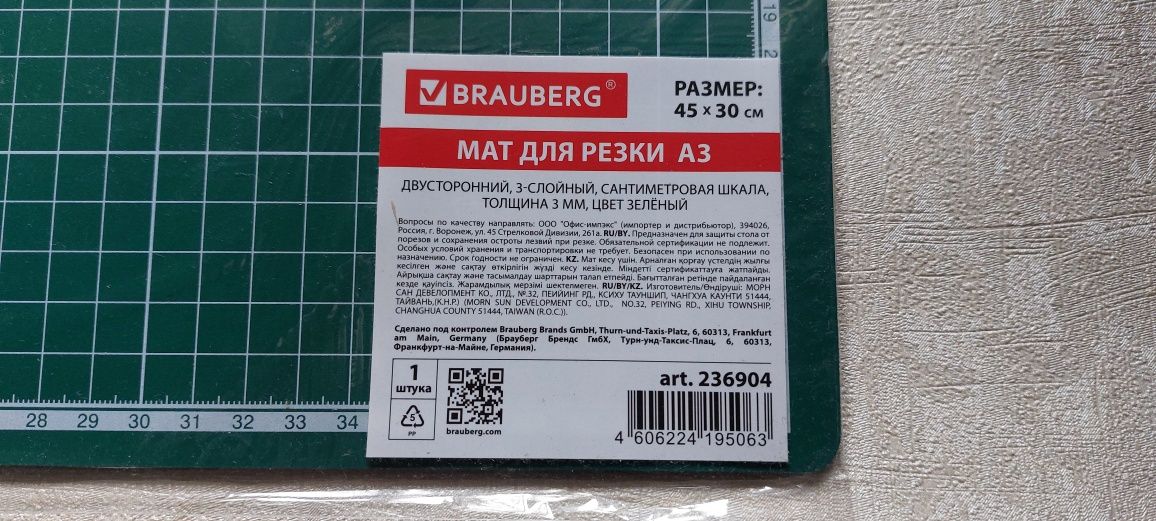 19
BRAUBERG®
РАЗМЕР:
45 x 30 СМ
МАТ ДЛЯ РЕЗКИ А3
ДВУСТОРОННИЙ, 3-СЛОЙНЫЙ, САНТИМЕТРОВАЯ ШКАЛА,
ТОЛЩИНА 3 ММ, ЦВЕТ ЗЕЛЁНЫЙ
Вопросы по качеству направлять: ООО "Офис-импэкс" (импортер и дистрибьютор), 394026,
Россия, г. Воронеж, ул. 45 Стрелковой Дивизии, 261а. RU/BY. Предназначен для защиты стола от
порезов и сохранения остроты лезвий при резке. Обязательной сертификации не подлежит.
Особых условий хранения и транспортировки не требует. Безопасен при использовании по
назначению. Срок годности не ограничен. KZ. Мат кесу үшін. Арналған қорғау үстелдің жылғы
кесілген және сақтау өткірлігін жүзді кесу кезінде. Міндетті сертификаттауға жатпайды.
Айрықша сақтау және тасымалдау шарттарын талап етпейді. Бағытталған ретінде пайдаланған
кезде қауіпсіз. Жарамдылық мерзімі шектелмеген. RU/BY/KZ. Изготовитель/Өндіруші: МОРН
САН ДЕВЕЛОПМЕНТ КО., ЛТД., №.32, ПЕИЙИНГ РД., КСИХУ ТАУНШИП, ЧАНГХУА КАУНТИ 51444,
ТАЙВАНЬ,(К.Н.Р.) (MORN SUN DEVELOPMENT CO., LTD., NO.32, PEIYING RD., XIHU TOWNSHIP,
CHANGHUA COUNTY 51444, TAIWAN (R.O.C.)).
Сделано под контролем Brauberg Brands GmbH, Thurn-und-Taxis-Platz, 6, 60313, Frankfurt
am Main, Germany (Брауберг Брендс ГмбХ, Турн-унд-Таксис-Плац, 6, 60313,
Франкфурт-на-Майне, Германия).
1
штука
5
PP
brauberg.com
art. 236904
4 606224 195063
28 29 30 31 32 33 34